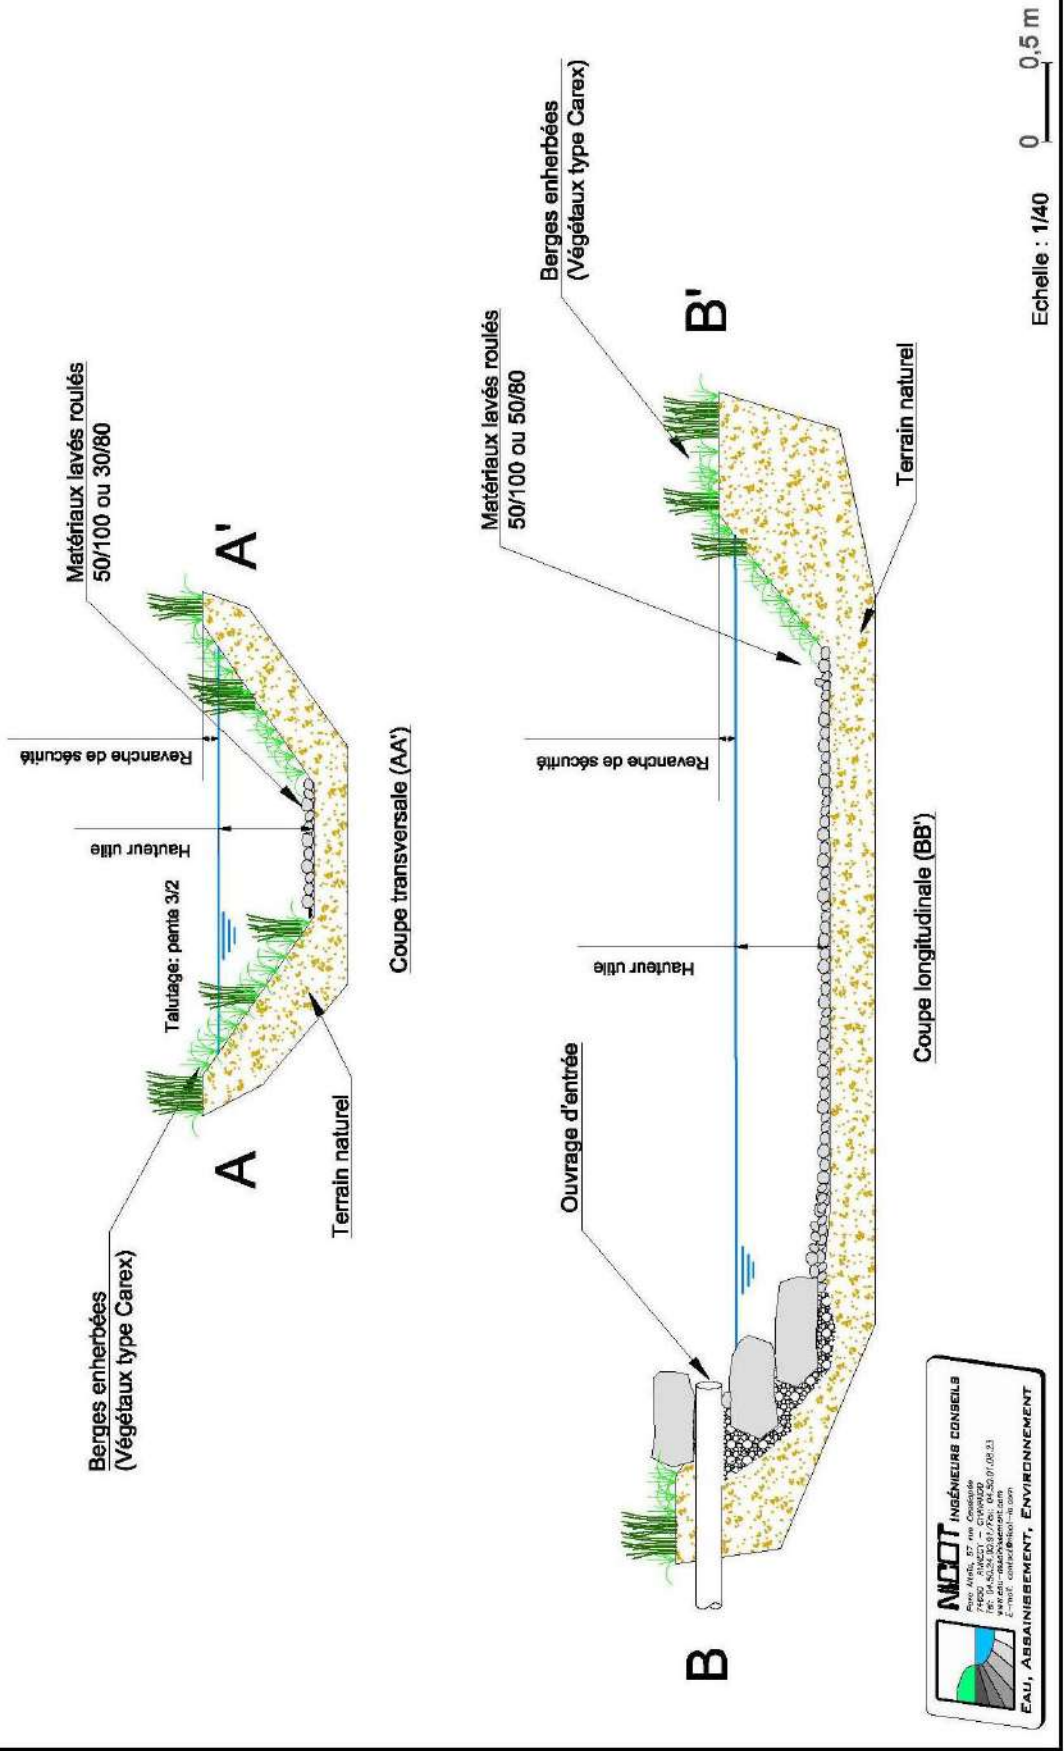 Berges enherbées
(Végétaux type Carex)
Talutage: pente 3/2
Hauteur utile
Revanche de sécurité
Matériaux lavés roulés
50/100 ou 30/80
A
A'
Terrain naturel
Coupe transversale (AA')
Ouvrage d'entrée
Hauteur utile
Revanche de sécurité
Matériaux lavés roulés
50/100 ou 50/80
Berges enherbées
(Végétaux type Carex)
B
B'
Terrain naturel
Coupe longitudinale (BB')
NICOT INGÉNIEURS CONSEILS
EAU, ASSAINISSEMENT, ENVIRONNEMENT
Echelle : 1/40
0 0,5 m